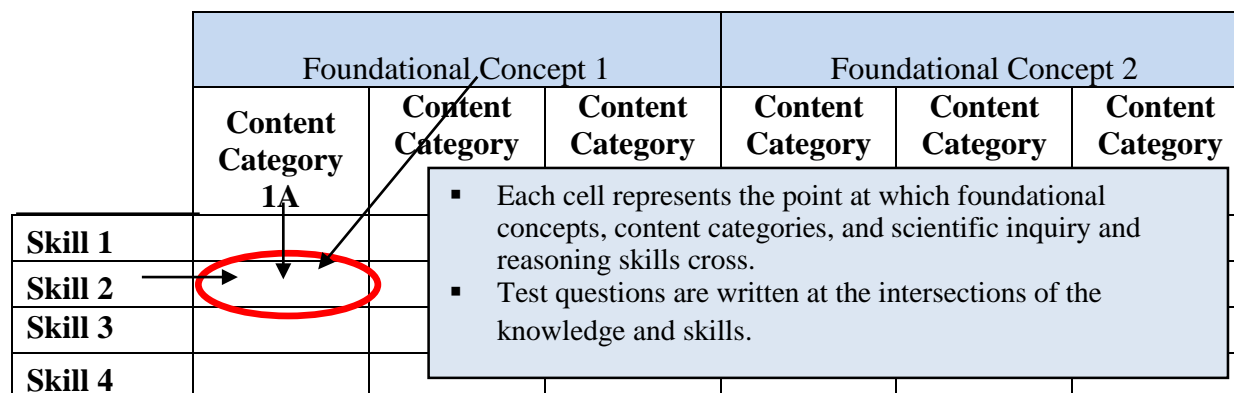 Foundational Concept 1
Foundational Concept 2
Content
Category
1A
Content
Category
Content
Category
Content
Category
Content
Category
Content
Category
▪ Each cell represents the point at which foundational
concepts, content categories, and scientific inquiry and
reasoning skills cross.
▪ Test questions are written at the intersections of the
knowledge and skills.
Skill 1
Skill 2
Skill 3
Skill 4